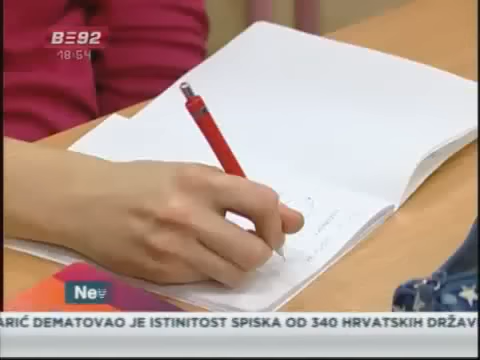 B92
18:54
Nev
ARIĆ DEMATOVAO JE ISTINITOST SPISKA OD 340 HRVATSKIH DRŽAV